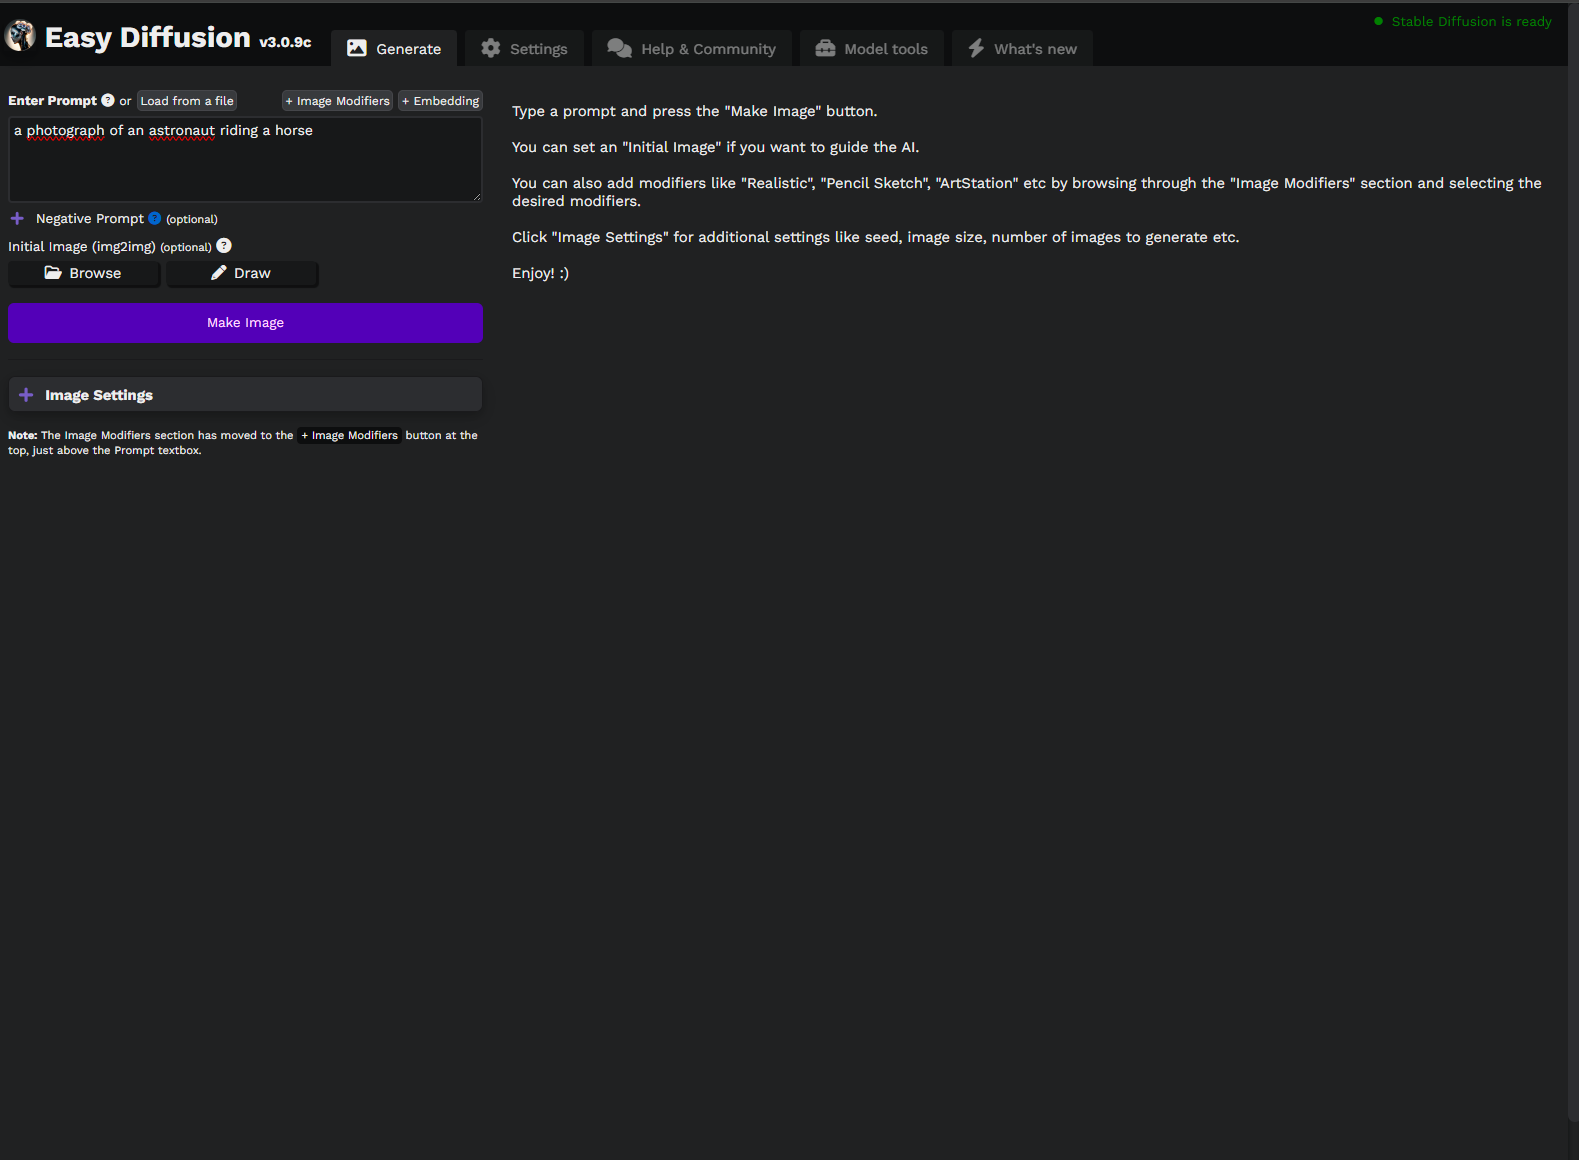 Easy Diffusion v3.0.9c
Generate
Settings
Help & Community
Model tools
What's new
Stable Diffusion is ready
Enter Prompt ? or Load from a file
+ Image Modifiers
+ Embedding
a photograph of an astronaut riding a horse
+ Negative Prompt ? (optional)
Initial Image (img2img) (optional) ?
Browse
Draw
Make Image
+ Image Settings
Note: The Image Modifiers section has moved to the + Image Modifiers button at the
top, just above the Prompt textbox.
Type a prompt and press the "Make Image" button.
You can set an "Initial Image" if you want to guide the AI.
You can also add modifiers like "Realistic", "Pencil Sketch", "ArtStation" etc by browsing through the "Image Modifiers" section and selecting the
desired modifiers.
Click "Image Settings" for additional settings like seed, image size, number of images to generate etc.
Enjoy! :)